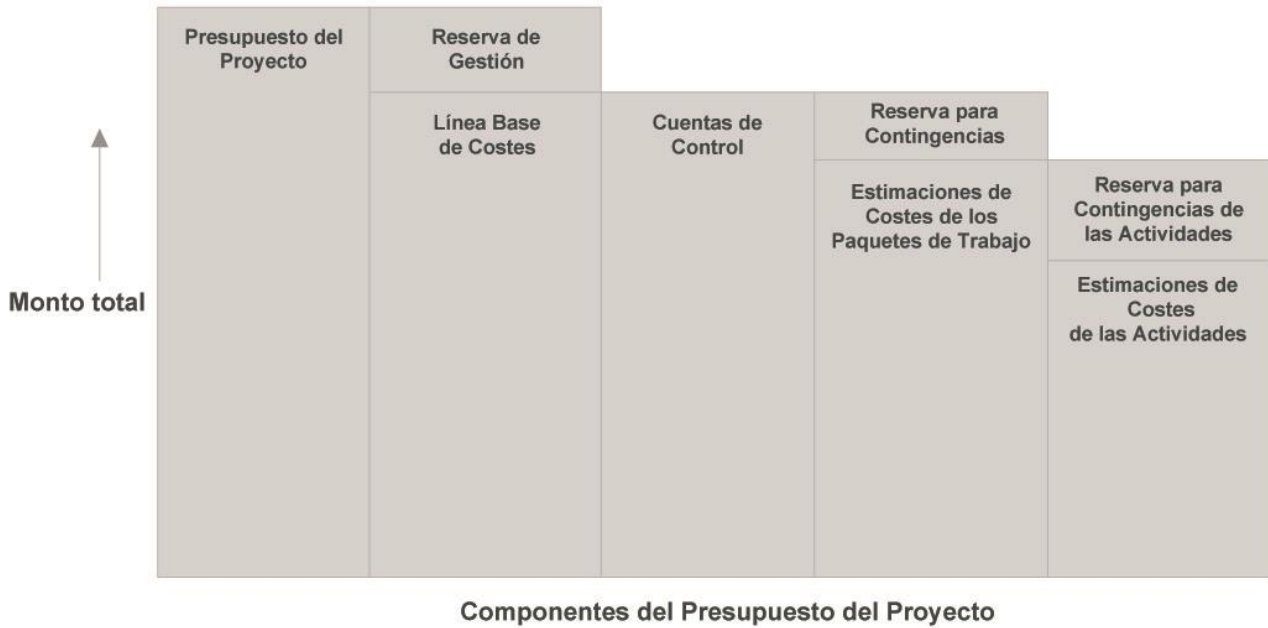 Presupuesto del
Proyecto
Reserva de
Gestión
Línea Base
de Costes
Cuentas de
Control
Reserva para
Contingencias
Estimaciones de
Costes de los
Paquetes de Trabajo
Reserva para
Contingencias de
las Actividades
Estimaciones de
Costes
de las Actividades
Monto total
Componentes del Presupuesto del Proyecto